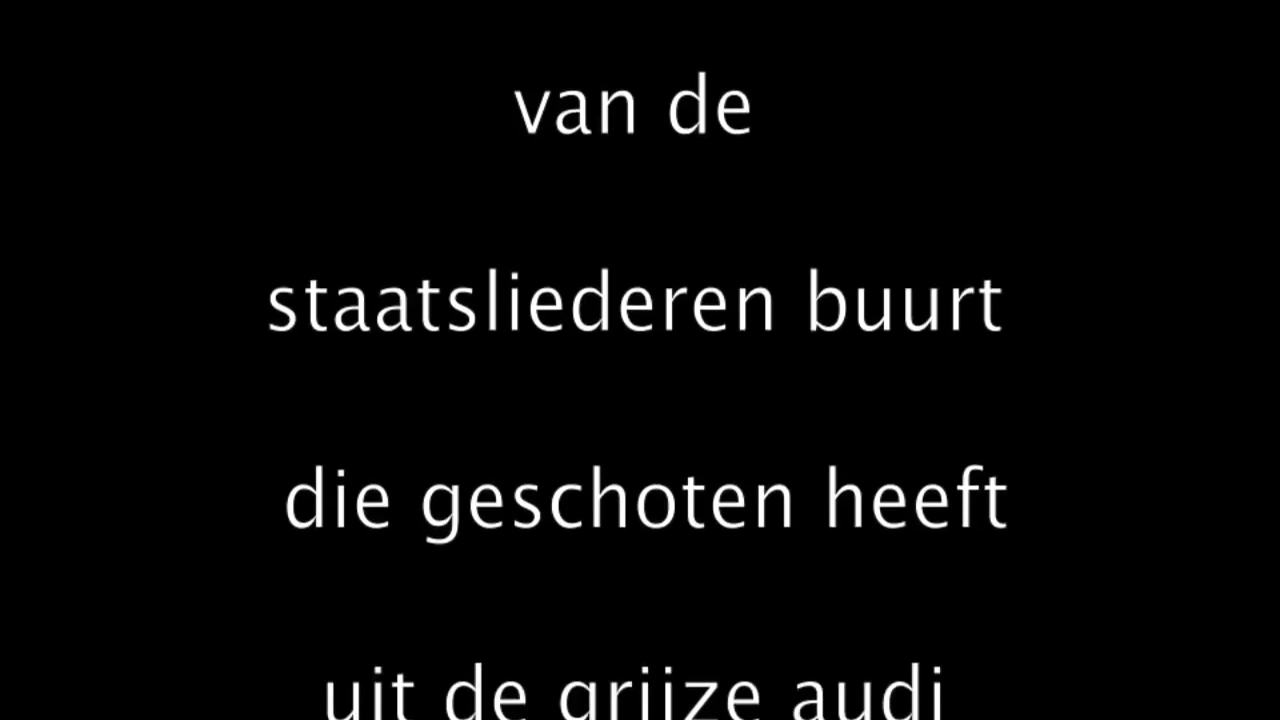 van de
staatsliederen buurt
die geschoten heeft
uit de grijze audi